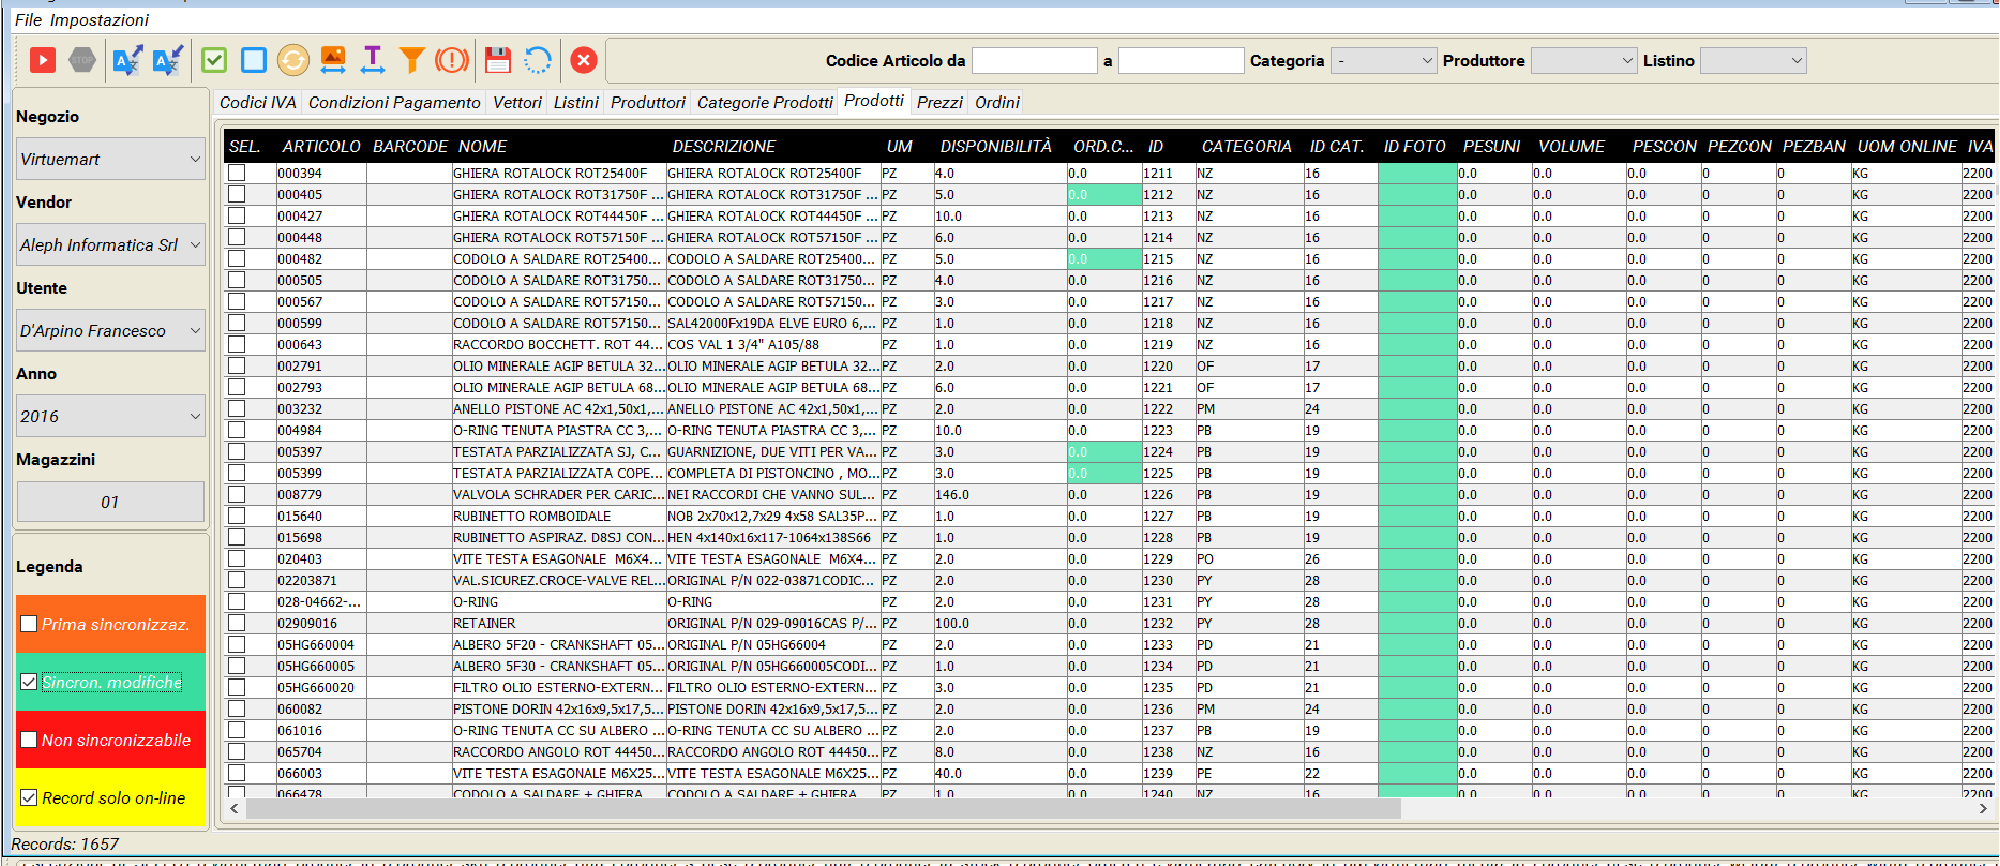 File Impostazioni
STOP
Codice Articolo da a Categoria - Produttore Listino
Codici IVA Condizioni Pagamento Vettori Listini Produttori Categorie Prodotti Prodotti Prezzi Ordini
Negozio
Virtuemart
Vendor
Aleph Informatica Srl
Utente
D'Arpino Francesco
Anno
2016
Magazzini
01
Legenda
Prima sincronizzaz.
Sincron. modifiche
Non sincronizzabile
Record solo on-line
SEL. ARTICOLO BARCODE NOME DESCRIZIONE UM DISPONIBILITÀ ORD.C... ID CATEGORIA ID CAT. ID FOTO PESUNI VOLUME PESCON PEZCON PEZBAN UOM ONLINE IVA
000394 GHIERA ROTALOCK ROT25400F GHIERA ROTALOCK ROT25400F PZ 4.0 0.0 1211 NZ 16 0.0 0.0 0.0 0 0 KG 2200
000405 GHIERA ROTALOCK ROT31750F ... GHIERA ROTALOCK ROT31750F ... PZ 5.0 0.0 1212 NZ 16 0.0 0.0 0.0 0 0 KG 2200
000427 GHIERA ROTALOCK ROT44450F ... GHIERA ROTALOCK ROT44450F ... PZ 10.0 0.0 1213 NZ 16 0.0 0.0 0.0 0 0 KG 2200
000448 GHIERA ROTALOCK ROT57150F ... GHIERA ROTALOCK ROT57150F ... PZ 6.0 0.0 1214 NZ 16 0.0 0.0 0.0 0 0 KG 2200
000482 CODOLO A SALDARE ROT25400... CODOLO A SALDARE ROT25400... PZ 5.0 0.0 1215 NZ 16 0.0 0.0 0.0 0 0 KG 2200
000505 CODOLO A SALDARE ROT31750... CODOLO A SALDARE ROT31750... PZ 4.0 0.0 1216 NZ 16 0.0 0.0 0.0 0 0 KG 2200
000567 CODOLO A SALDARE ROT57150... CODOLO A SALDARE ROT57150... PZ 3.0 0.0 1217 NZ 16 0.0 0.0 0.0 0 0 KG 2200
000599 CODOLO A SALDARE ROT57150... SAL42000Fx19DA ELVE EURO 6,... PZ 1.0 0.0 1218 NZ 16 0.0 0.0 0.0 0 0 KG 2200
000643 RACCORDO BOCCHETT. ROT 44... COS VAL 1 3/4" A105/88 PZ 1.0 0.0 1219 NZ 16 0.0 0.0 0.0 0 0 KG 2200
002791 OLIO MINERALE AGIP BETULA 32... OLIO MINERALE AGIP BETULA 32... PZ 2.0 0.0 1220 OF 17 0.0 0.0 0.0 0 0 KG 2200
002793 OLIO MINERALE AGIP BETULA 68... OLIO MINERALE AGIP BETULA 68... PZ 6.0 0.0 1221 OF 17 0.0 0.0 0.0 0 0 KG 2200
003232 ANELLO PISTONE AC 42x1,50x1,... ANELLO PISTONE AC 42x1,50x1,... PZ 2.0 0.0 1222 PM 24 0.0 0.0 0.0 0 0 KG 2200
004984 O-RING TENUTA PIASTRA CC 3,... O-RING TENUTA PIASTRA CC 3,... PZ 10.0 0.0 1223 PB 19 0.0 0.0 0.0 0 0 KG 2200
005397 TESTATA PARZIALIZZATA SJ, C... GUARNIZIONE, DUE VITI PER VA... PZ 3.0 0.0 1224 PB 19 0.0 0.0 0.0 0 0 KG 2200
005399 TESTATA PARZIALIZZATA COPE... COMPLETA DI PISTONCINO , MO... PZ 3.0 0.0 1225 PB 19 0.0 0.0 0.0 0 0 KG 2200
008779 VALVOLA SCHRADER PER CARIC... NEI RACCORDI CHE VANNO SUL... PZ 146.0 0.0 1226 PB 19 0.0 0.0 0.0 0 0 KG 2200
015640 RUBINETTO ROMBOIDALE NOB 2x70x12,7x29 4x58 SAL35P... PZ 1.0 0.0 1227 PB 19 0.0 0.0 0.0 0 0 KG 2200
015698 RUBINETTO ASPIRAZ. D8SJ CON... HEN 4x140x16x117-1064x138S66 PZ 1.0 0.0 1228 PB 19 0.0 0.0 0.0 0 0 KG 2200
020403 VITE TESTA ESAGONALE M6X4... VITE TESTA ESAGONALE M6X4... PZ 2.0 0.0 1229 PO 26 0.0 0.0 0.0 0 0 KG 2200
02203871 VAL.SICUREZ.CROCE-VALVE REL... ORIGINAL P/N 022-03871CODIC... PZ 2.0 0.0 1230 PY 28 0.0 0.0 0.0 0 0 KG 2200
028-04662-... O-RING O-RING PZ 2.0 0.0 1231 PY 28 0.0 0.0 0.0 0 0 KG 2200
02909016 RETAINER ORIGINAL P/N 029-09016CAS P/... PZ 100.0 0.0 1232 PY 28 0.0 0.0 0.0 0 0 KG 2200
05HG660004 ALBERO 5F20 - CRANKSHAFT 05... ORIGINAL P/N 05HG66004 PZ 2.0 0.0 1233 PD 21 0.0 0.0 0.0 0 0 KG 2200
05HG660005 ALBERO 5F30 - CRANKSHAFT 05... ORIGINAL P/N 05HG660005CODI... PZ 1.0 0.0 1234 PD 21 0.0 0.0 0.0 0 0 KG 2200
05HG660020 FILTRO OLIO ESTERNO-EXTERN... FILTRO OLIO ESTERNO-EXTERN... PZ 3.0 0.0 1235 PD 21 0.0 0.0 0.0 0 0 KG 2200
060082 PISTONE DORIN 42x16x9,5x17,5... PISTONE DORIN 42x16x9,5x17,5... PZ 2.0 0.0 1236 PM 24 0.0 0.0 0.0 0 0 KG 2200
061016 O-RING TENUTA CC SU ALBERO ... O-RING TENUTA CC SU ALBERO ... PZ 2.0 0.0 1237 PB 19 0.0 0.0 0.0 0 0 KG 2200
065704 RACCORDO ANGOLO ROT 44450... RACCORDO ANGOLO ROT 44450... PZ 8.0 0.0 1238 NZ 16 0.0 0.0 0.0 0 0 KG 2200
066003 VITE TESTA ESAGONALE M6X25... VITE TESTA ESAGONALE M6X25... PZ 40.0 0.0 1239 PE 22 0.0 0.0 0.0 0 0 KG 2200
066478 CODOLO A SALDARE + GHIERA CODOLO A SALDARE + GHIERA PZ 1.0 0.0 1240 NZ 16 0.0 0.0 0.0 0 0 KG 2200
Records: 1657